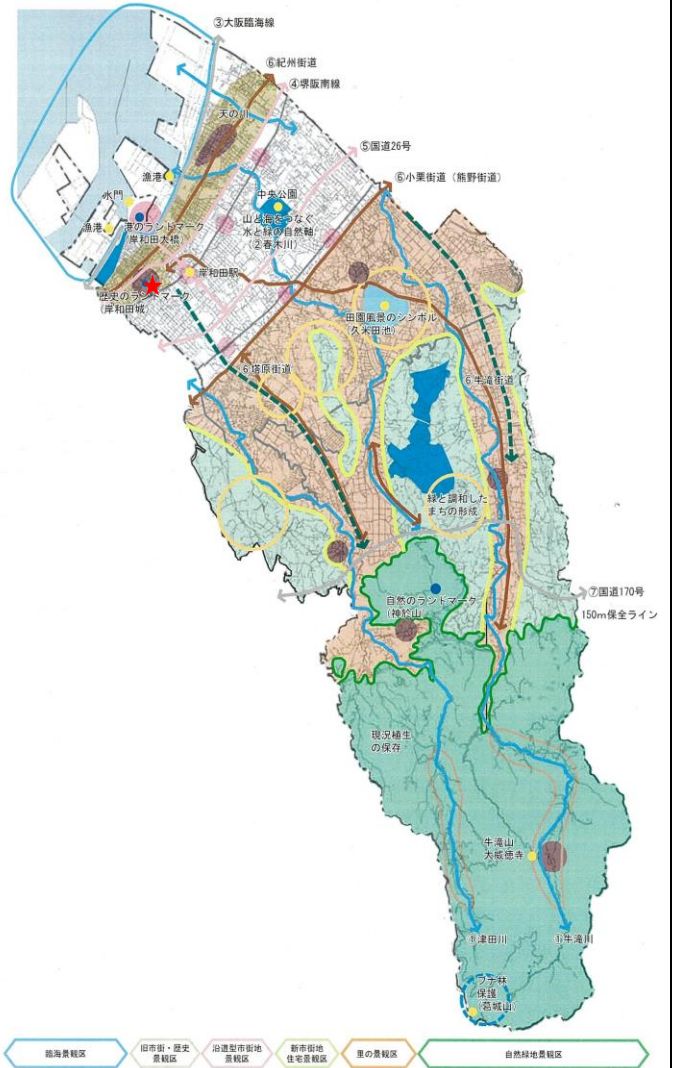 ③大阪臨海線
⑥紀州街道
④堺阪南線
天の川
⑤国道26号
漁港
⑥小栗街道（熊野街道）
水門
中央公園
山と海をつなぐ
水と緑の自然軸
（②春木川）
漁港
港のランドマーク
岸和田大橋
岸和田駅
歴史のランドマーク
（岸和田城）
田園風景のシンボル
（久米田池）
⑥塔原街道
⑥牛滝街道
緑と調和した
まちの形成
⑦国道170号
自然のランドマーク
（神於山）
150m保全ライン
現況植生
の保存
牛滝山
大威徳寺
①津田川
①牛滝川
ブナ林
保護
（葛城山）
臨海景観区
旧市街・歴史
景観区
沿道型市街地
景観区
新市街地
住宅景観区
里の景観区
自然緑地景観区